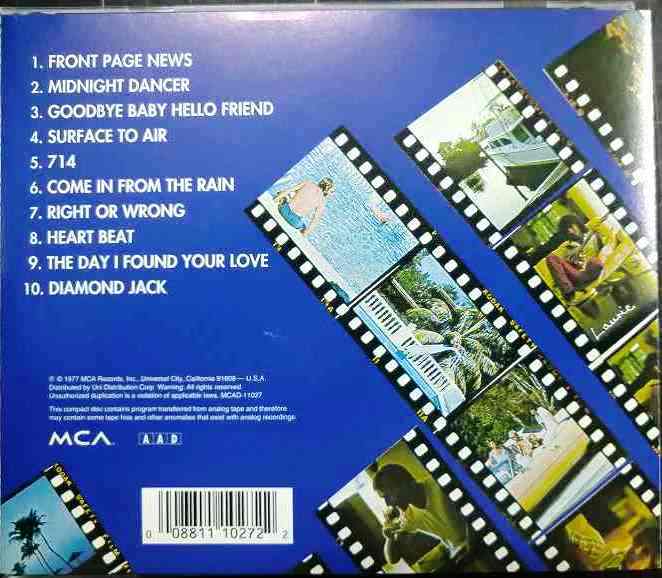 1. FRONT PAGE NEWS
2. MIDNIGHT DANCER
3. GOODBYE BABY HELLO FRIEND
4. SURFACE TO AIR
5. 714
6. COME IN FROM THE RAIN
7. RIGHT OR WRONG
8. HEART BEAT
9. THE DAY I FOUND YOUR LOVE
10. DIAMOND JACK
Laurie
℗ © 1977 MCA Records, Inc., Universal City, California 91608 — U.S.A.
Distributed by Uni Distribution Corp. Warning: All rights reserved.
Unauthorized duplication is a violation of applicable laws. MCAD-11027
This compact disc contains program transferred from analog tape and therefore
may contain some tape hiss and other anomalies that exist with analog recordings.
MCA AAD
0 08811 10272 2